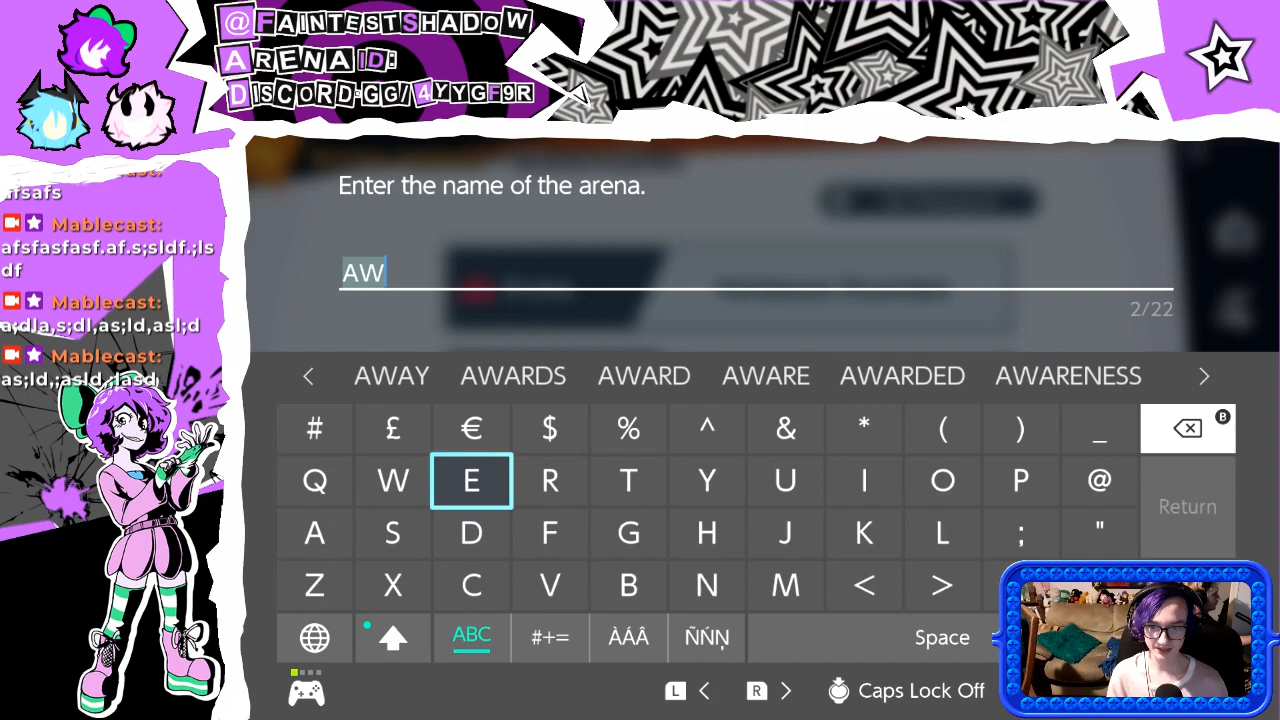 @FAINTESTSHADOW
ARENA ID:
DISCORD.GG/4YYGF9R
afsafs
Mablecast:
afsfasfasf.af.s;sldf.;ls
df
Mablecast:
a;dla,s;dl,as;ld,asl;d
Mablecast:
as;ld,;asld,;lasd
Enter the name of the arena.
AW
2/22
< AWAY AWARDS AWARD AWARE AWARDED AWARENESS >
# £ € $ % ^ & * ( ) _ B
Q W E R T Y U I O P @ Return
A S D F G H J K L ; "
Z X C V B N M < >
ABC #+= ÀÁÂ ÑŃŅ Space
L < R > Caps Lock Off